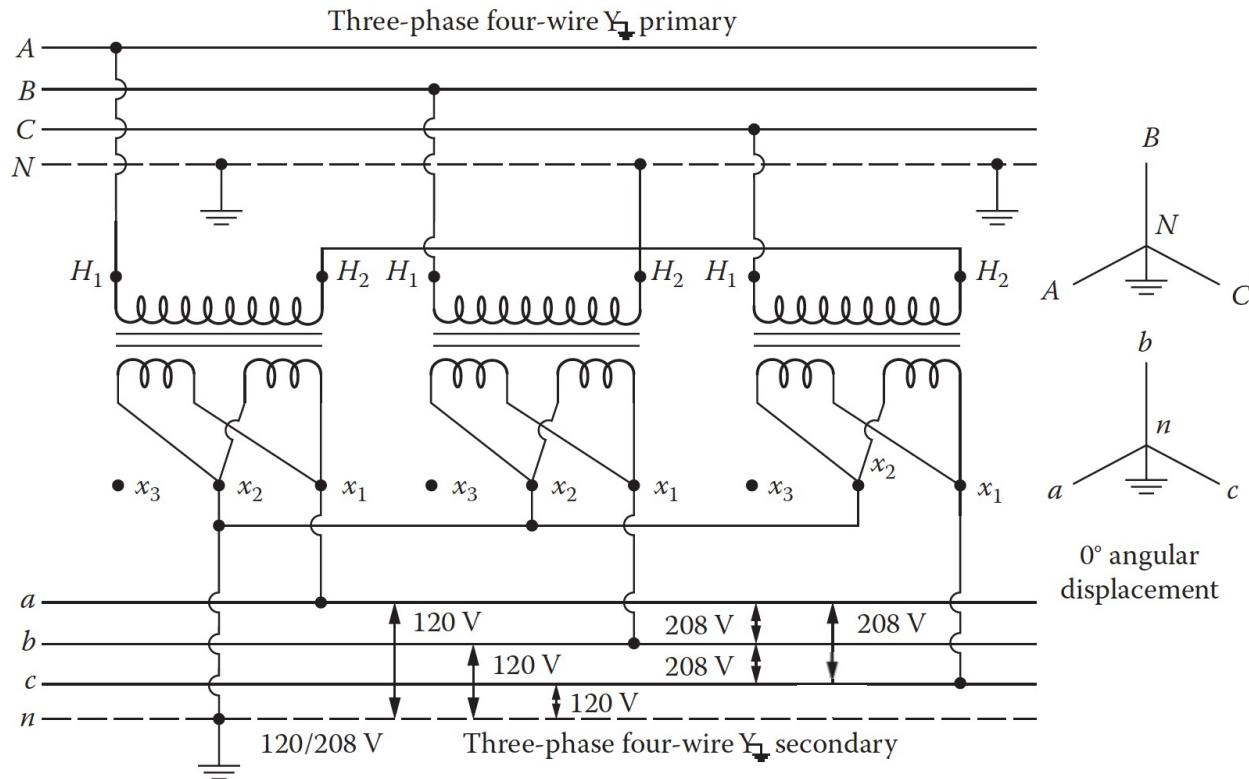 Three-phase four-wire Y primary
A
B
C
N
B
N
A
C
H1 H2 H1 H2 H1 H2
b
n
a
c
x3 x2 x1 x3 x2 x1 x3 x2 x1
0° angular
displacement
a
b
c
n
120 V
120 V
120 V
208 V
208 V
208 V
120/208 V
Three-phase four-wire Y secondary